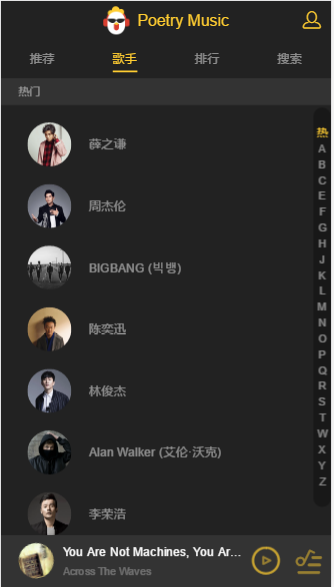 Poetry Music
推荐 歌手 排行 搜索
热门
薛之谦
周杰伦
BIGBANG (빅뱅)
陈奕迅
林俊杰
Alan Walker (艾伦·沃克)
李荣浩
热
A
B
C
E
F
G
H
J
K
L
M
N
O
P
Q
R
S
T
W
X
Y
Z
You Are Not Machines, You Ar...
Across The Waves